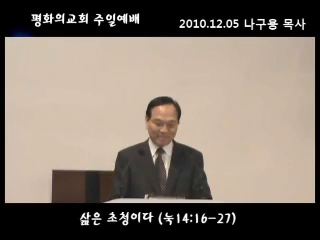 평화의교회 주일예배
2010.12.05 나구용 목사
삶은 초청이다 (눅14:16-27)